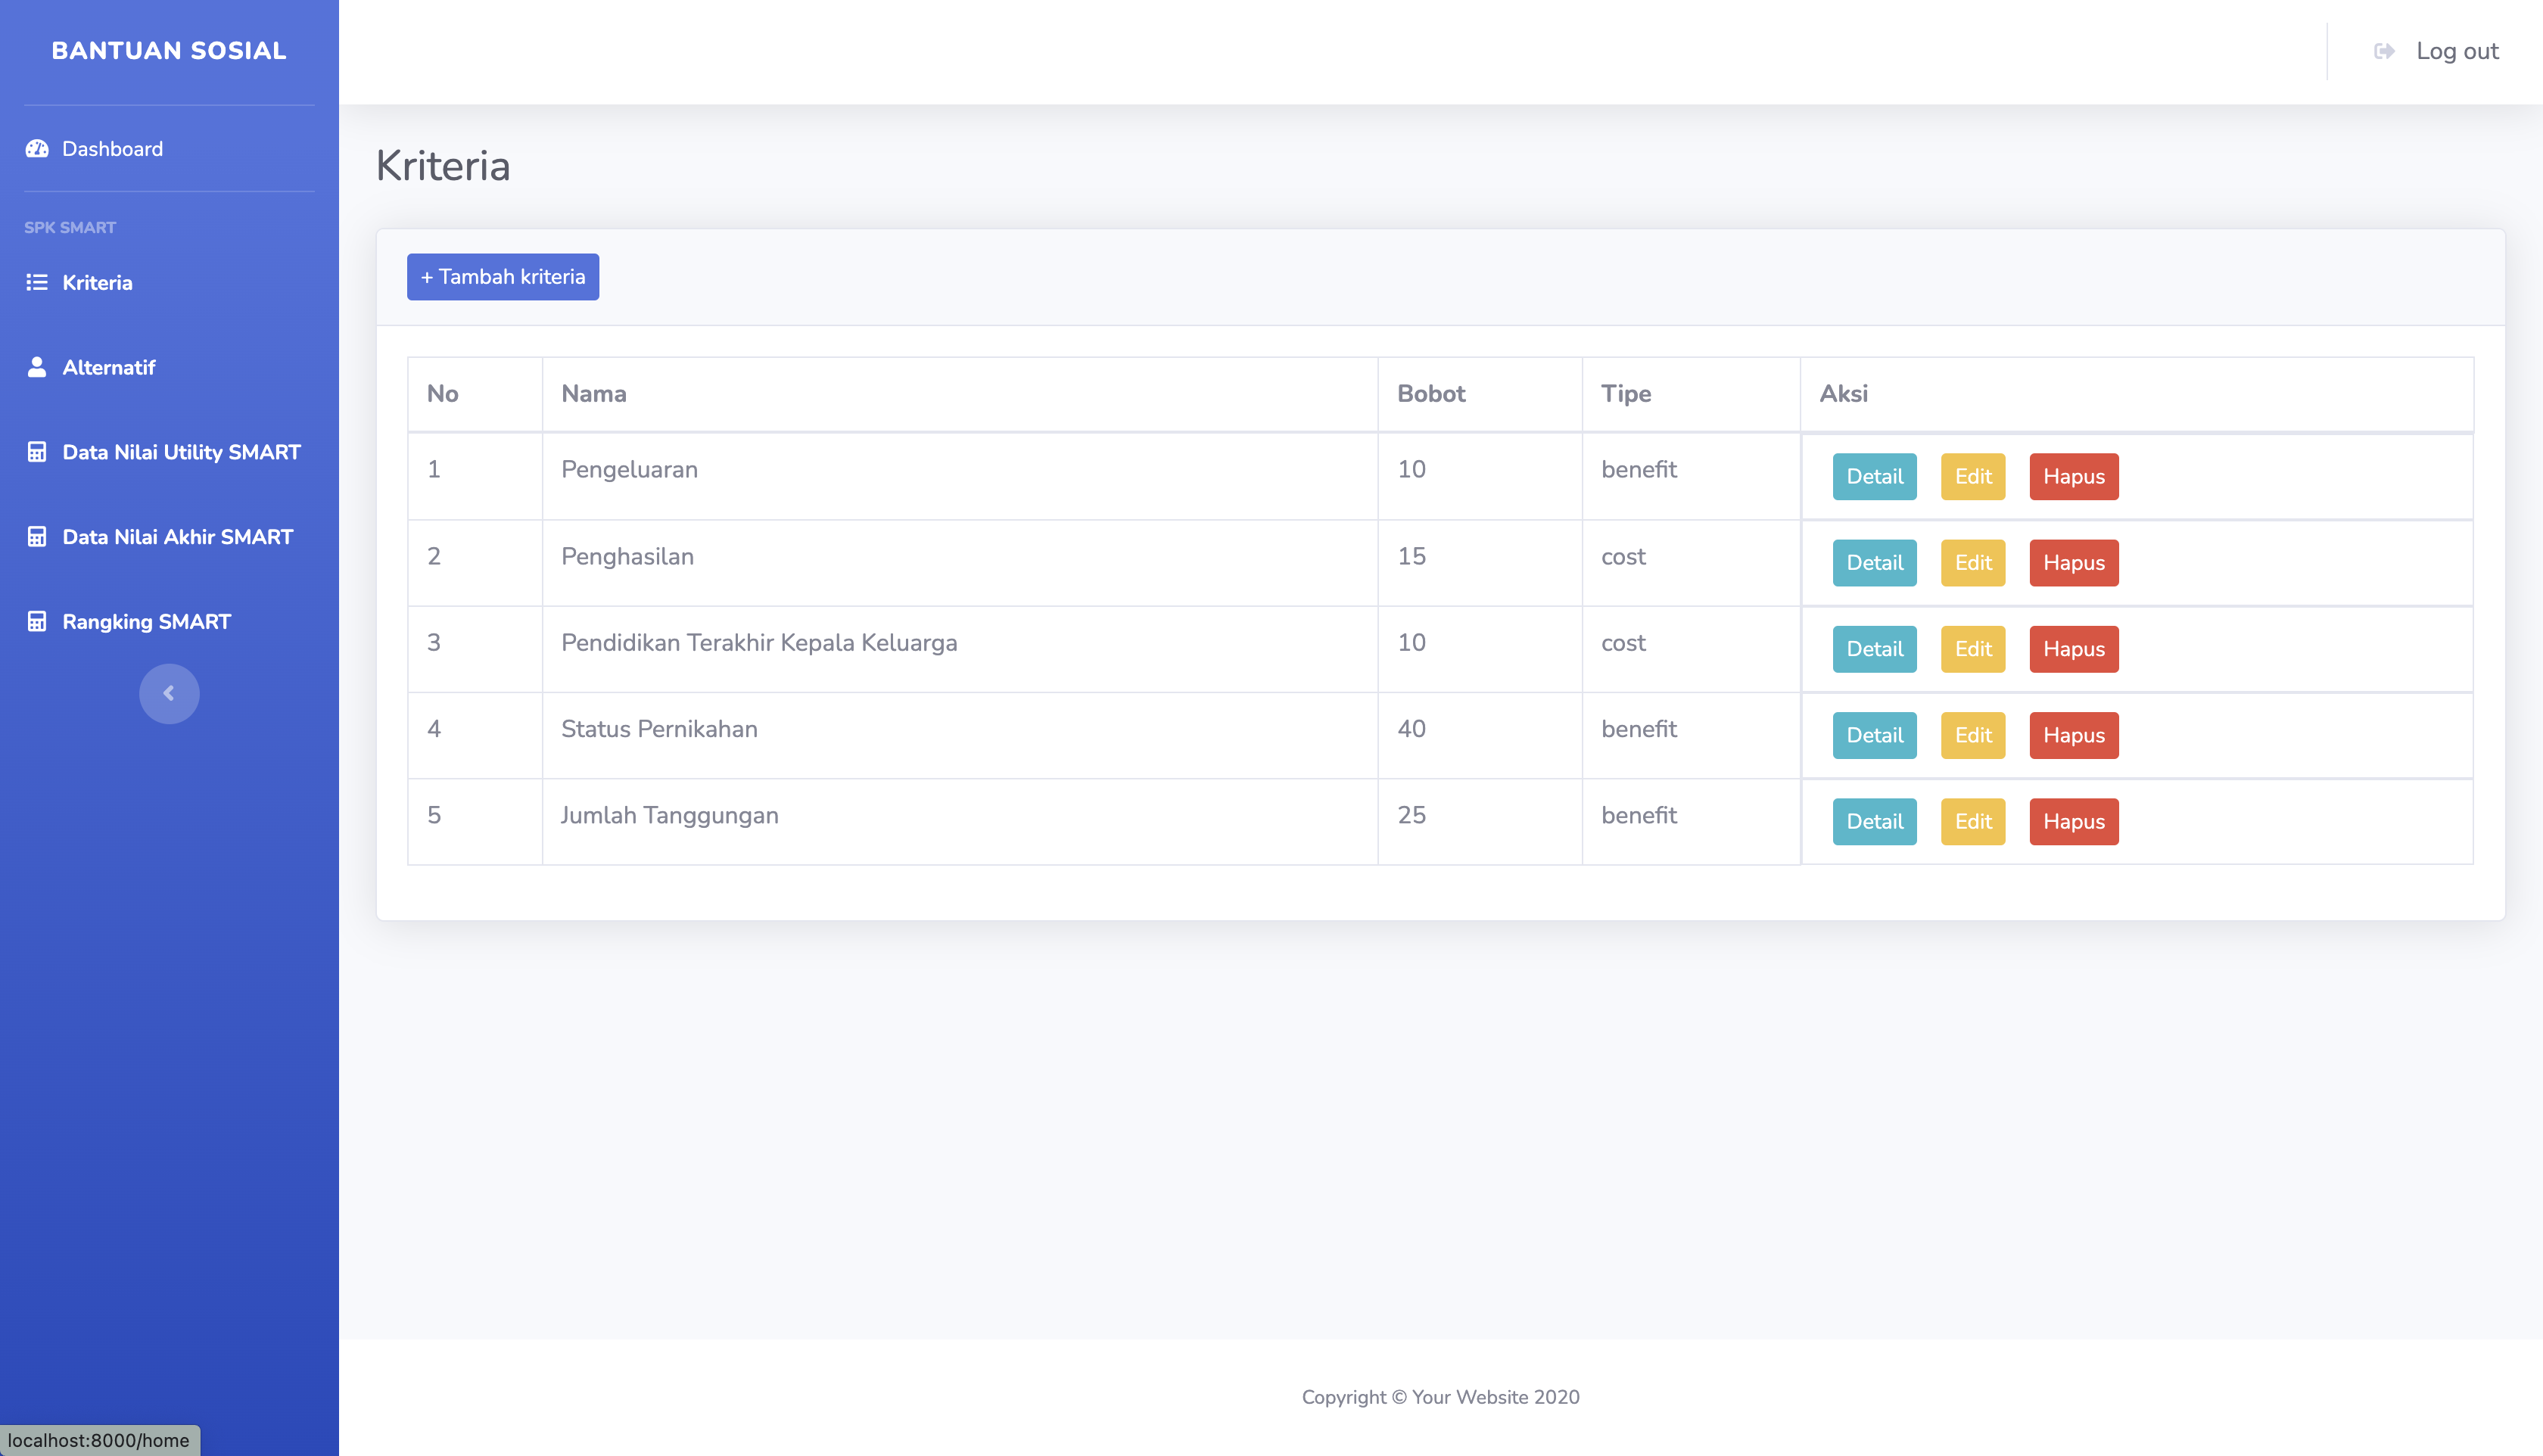 BANTUAN SOSIAL
Log out
Dashboard
SPK SMART
Kriteria
Alternatif
Data Nilai Utility SMART
Data Nilai Akhir SMART
Rangking SMART
Kriteria
+ Tambah kriteria
No Nama Bobot Tipe Aksi
1 Pengeluaran 10 benefit Detail Edit Hapus
2 Penghasilan 15 cost Detail Edit Hapus
3 Pendidikan Terakhir Kepala Keluarga 10 cost Detail Edit Hapus
4 Status Pernikahan 40 benefit Detail Edit Hapus
5 Jumlah Tanggungan 25 benefit Detail Edit Hapus
Copyright © Your Website 2020
localhost:8000/home